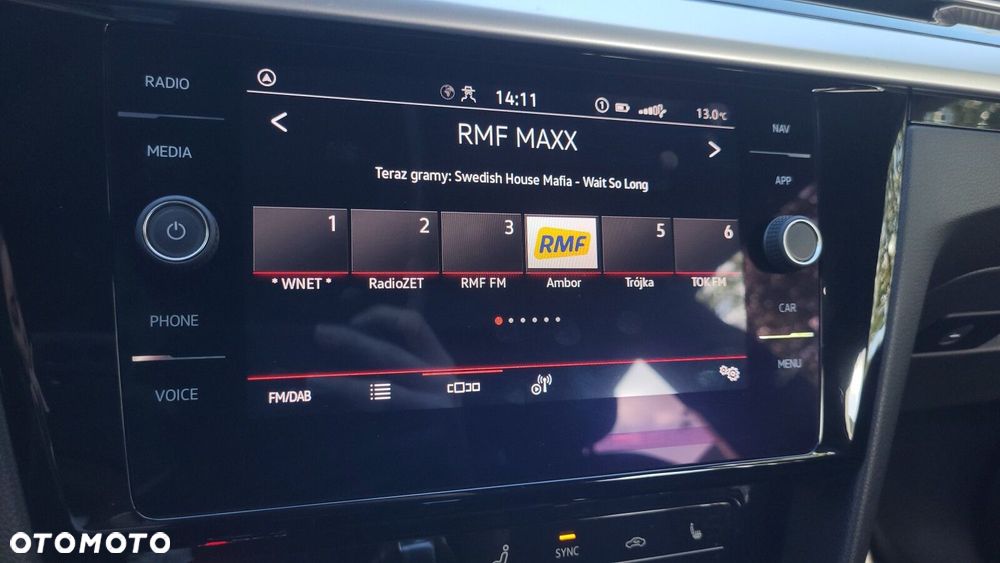 RADIO
MEDIA
PHONE
VOICE
14:11
1
13.0°C
<
RMF MAXX
>
Teraz gramy: Swedish House Mafia - Wait So Long
1
2
3
RMF
5
6
* WNET *
RadioZET
RMF FM
Ambor
Trójka
TOK FM
FM/DAB
NAV
APP
CAR
MENU
SYNC
OTOMOTO